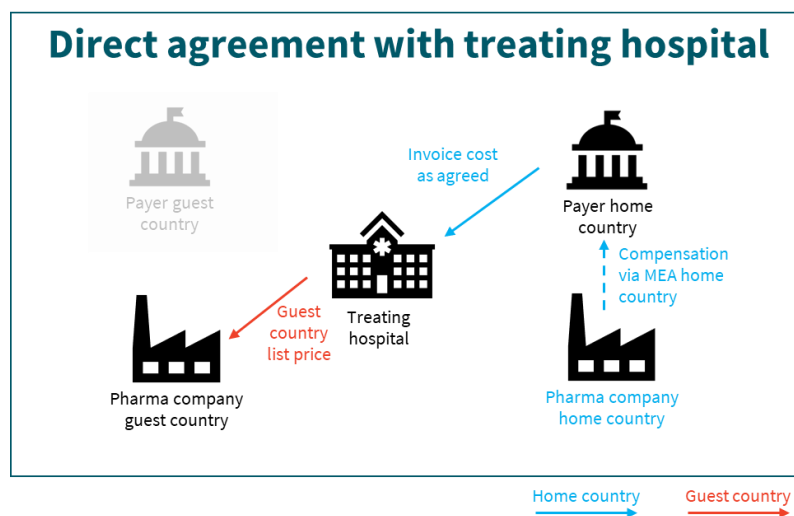 Direct agreement with treating hospital
Invoice cost
as agreed
Payer guest
country
Payer home
country
Compensation
via MEA home
country
Guest
country
list price
Treating
hospital
Pharma company
guest country
Pharma company
home country
Home country
Guest country